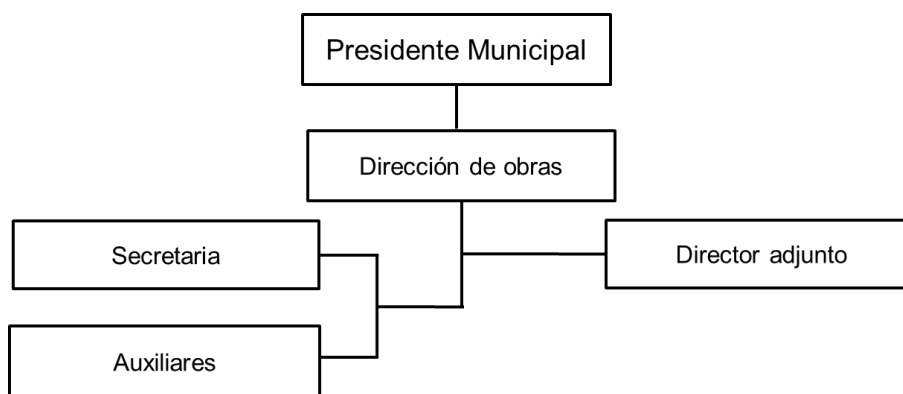 Presidente Municipal
Dirección de obras
Secretaria
Director adjunto
Auxiliares